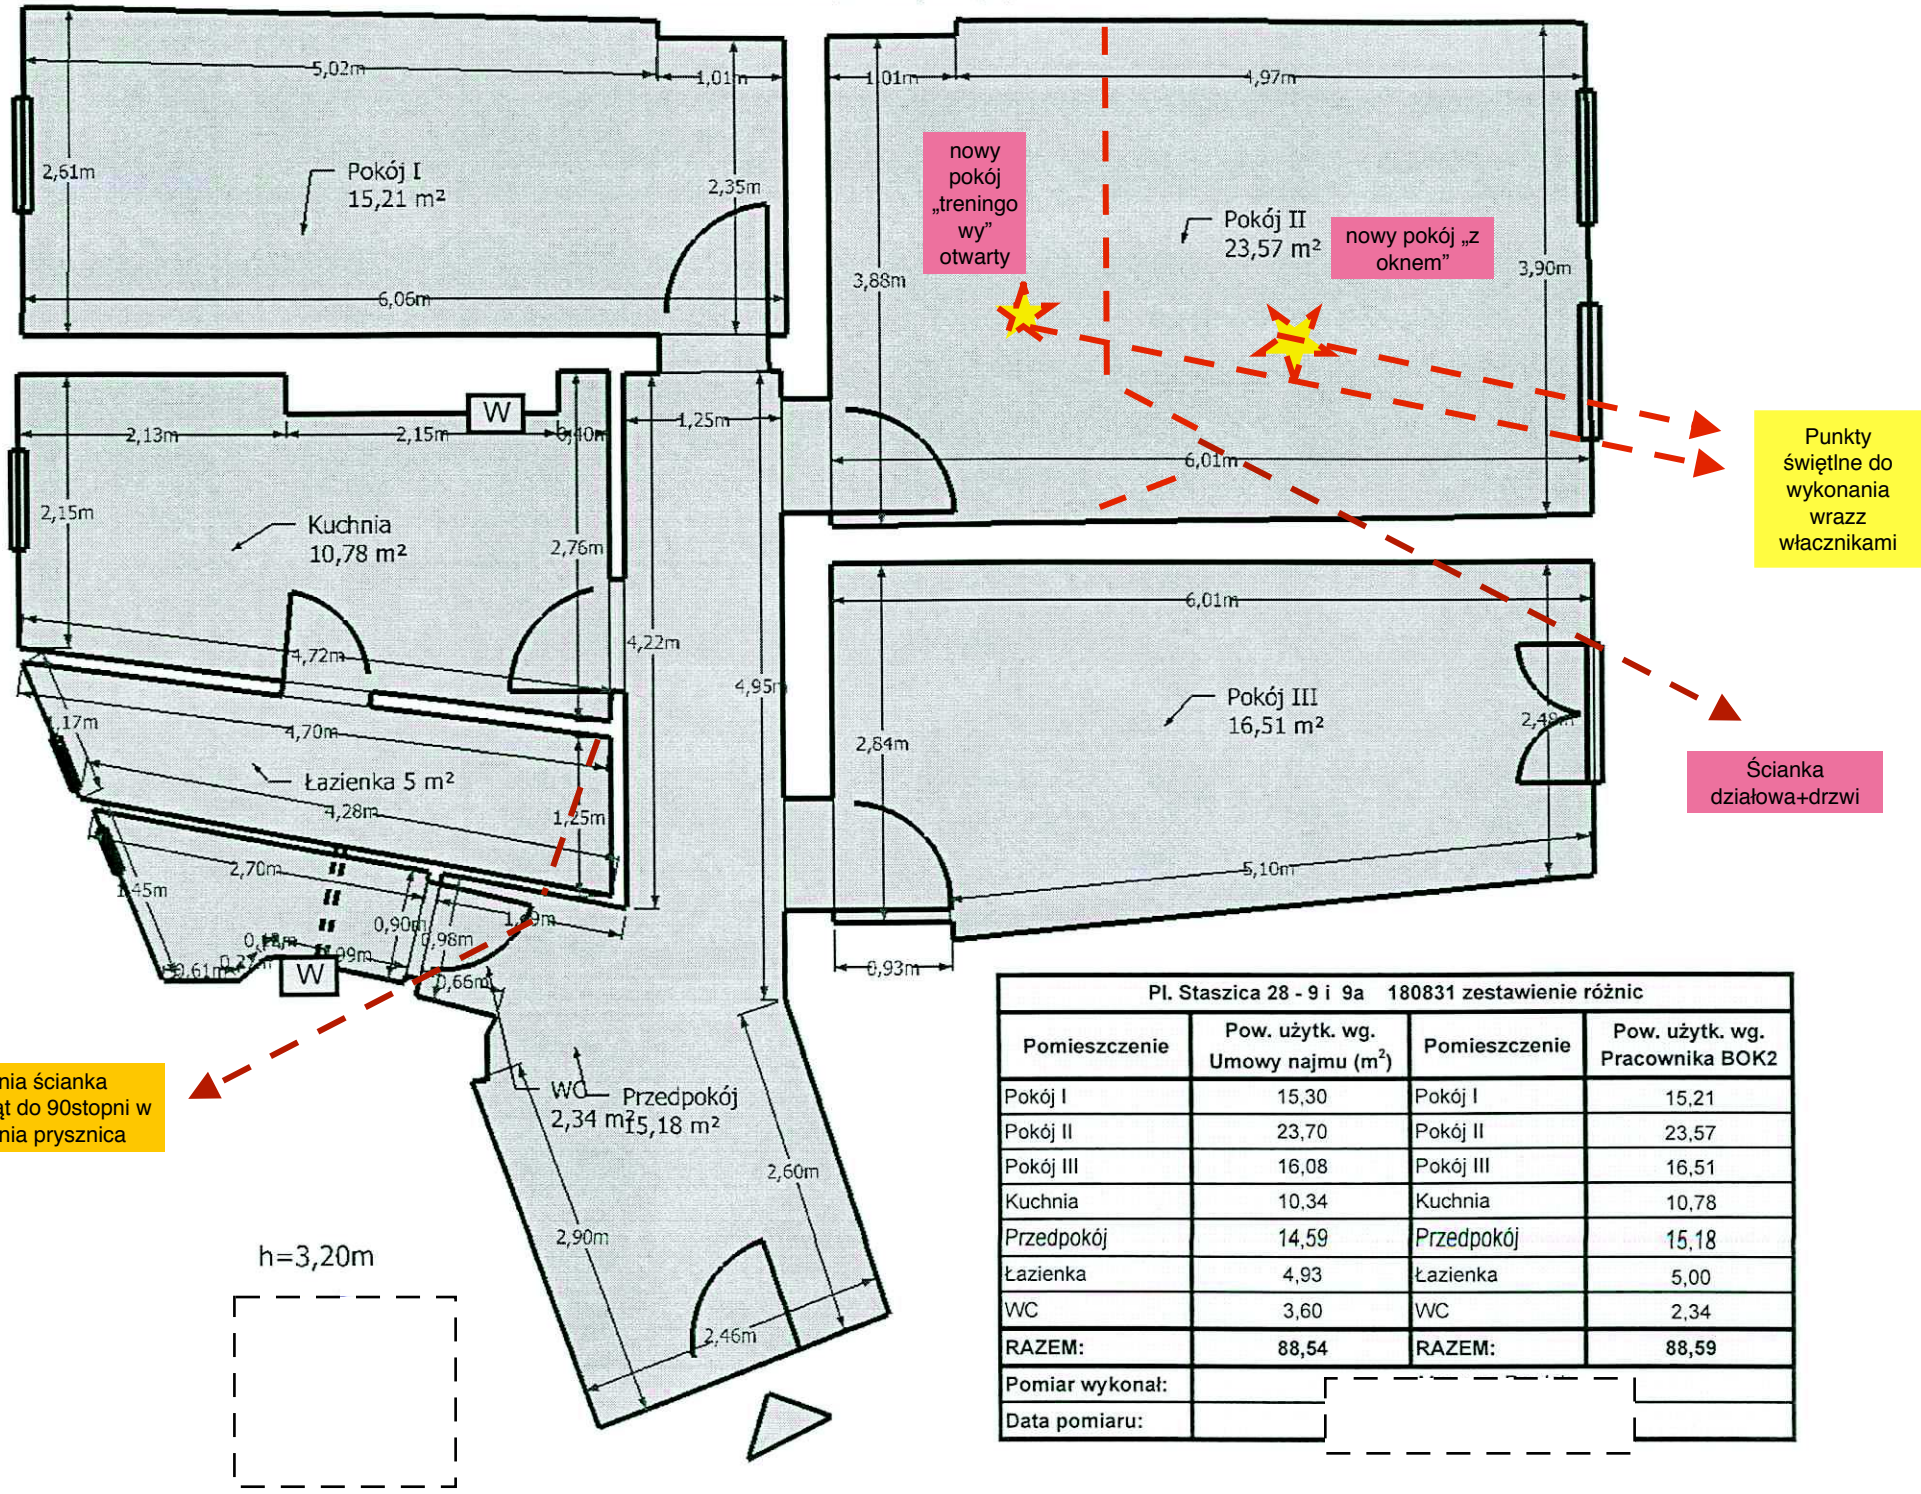 5,02m
1,01m
1,01m
4,97m
2,61m
Pokój I
15,21 m²
2,35m
6,06m
nowy
pokój
„treningo
wy”
otwarty
Pokój II
23,57 m²
nowy pokój „z
oknem”
3,88m
3,90m
6,01m
Punkty
świętlne do
wykonania
wrazz
włacznikami
W
2,13m
2,15m
0,40m
1,25m
2,15m
Kuchnia
10,78 m²
2,76m
4,72m
4,22m
4,95m
6,01m
Pokój III
16,51 m²
2,84m
2,49m
5,10m
0,93m
Ścianka
działowa+drzwi
1,17m
4,70m
Łazienka 5 m²
4,28m
1,25m
2,70m
1,45m
0,90m
0,98m
0,61m
0,66m
W
WC
2,34 m²
Przedpokój
15,18 m²
2,60m
2,90m
2,46m
nia ścianka
ąt do 90stopni w
nia prysznica
h=3,20m
Pl. Staszica 28 - 9 i 9a 180831 zestawienie różnic
Pomieszczenie Pow. użytk. wg. Umowy najmu (m²) Pomieszczenie Pow. użytk. wg. Pracownika BOK2
Pokój I 15,30 Pokój I 15,21
Pokój II 23,70 Pokój II 23,57
Pokój III 16,08 Pokój III 16,51
Kuchnia 10,34 Kuchnia 10,78
Przedpokój 14,59 Przedpokój 15,18
Łazienka 4,93 Łazienka 5,00
WC 3,60 WC 2,34
RAZEM: 88,54 RAZEM: 88,59
Pomiar wykonał:
Data pomiaru: